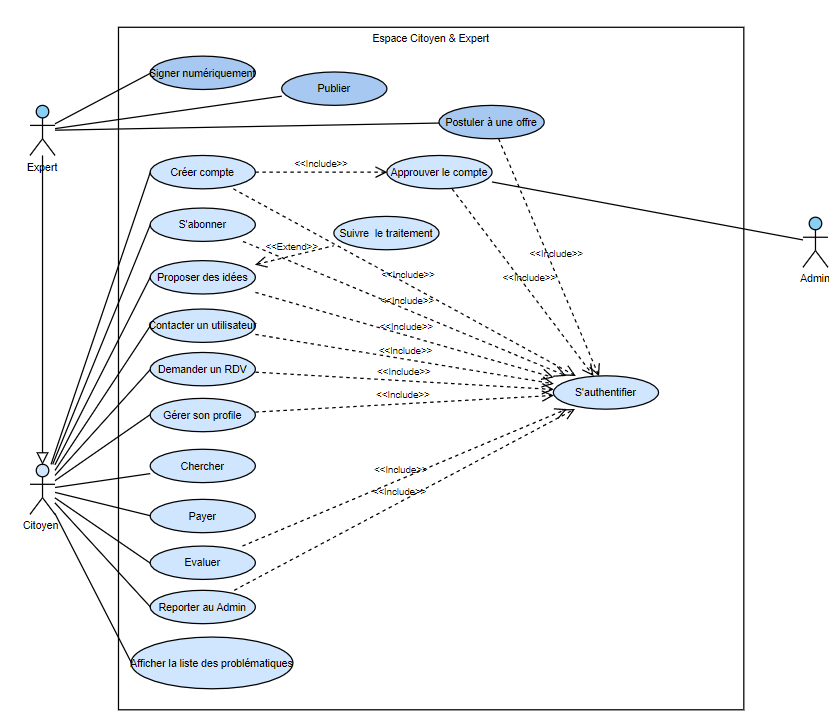 Espace Citoyen & Expert
Signer numériquement
Publier
Postuler à une offre
Expert
Créer compte
<<Include>>
Approuver le compte
S'abonner
Suivre  le traitement
<<Extend>>
<<Include>>
Proposer des idées
<<Include>>
<<Include>>
Admin
<<Include>>
Contacter un utilisateur
<<Include>>
<<Include>>
Demander un RDV
<<Include>>
S'authentifier
<<Include>>
Gérer son profile
Chercher
<<Include>>
<<Include>>
Citoyen
Payer
Evaluer
Reporter au Admin
Afficher la liste des problématiques